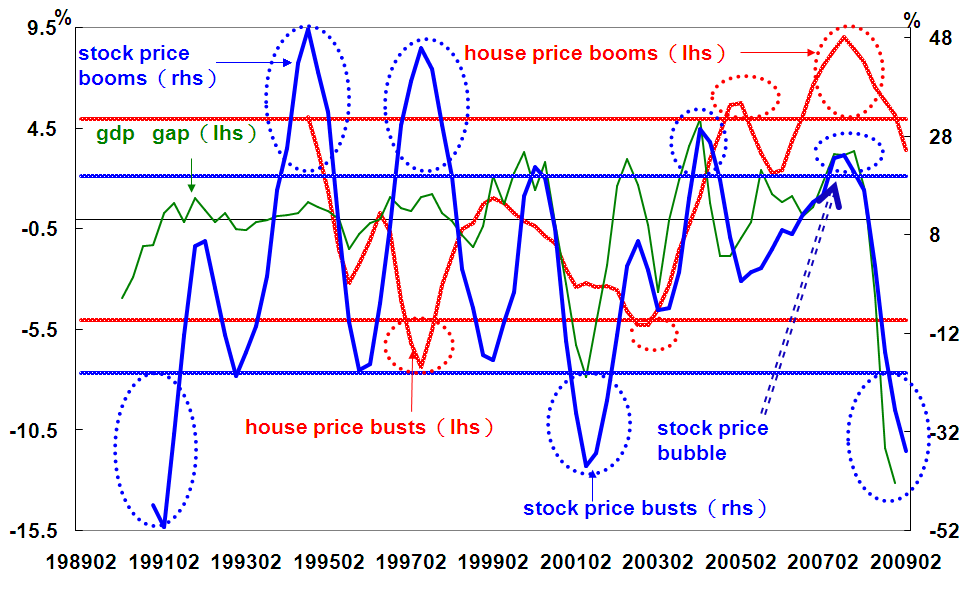 %
%
9.5
4.5
-0.5
-5.5
-10.5
-15.5
stock price
booms（rhs）
house price booms（lhs）
gdp gap（lhs）
house price busts（lhs）
stock price
bubble
stock price busts（rhs）
48
28
8
-12
-32
-52
198902 199102 199302 199502 199702 199902 200102 200302 200502 200702 200902